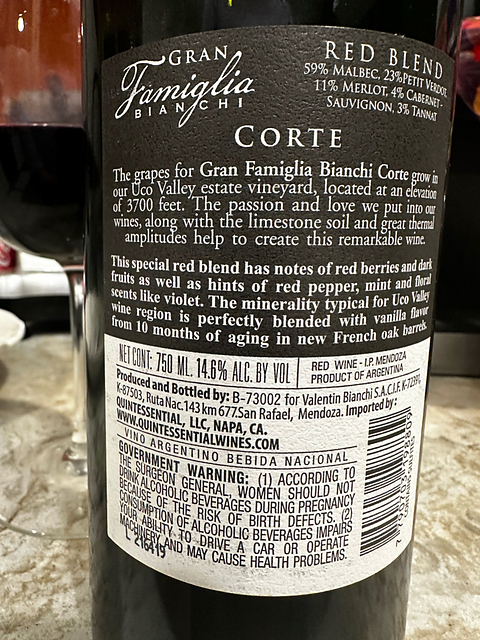 GRAN
Famiglia
BIANCHI
RED BLEND
59% MALBEC, 23% PETIT VERDOT,
11% MERLOT, 4% CABERNET-
SAUVIGNON, 3% TANNAT
CORTE
The grapes for Gran Famiglia Bianchi Corte grow in
our Uco Valley estate vineyard, located at an elevation
of 3700 feet. The passion and love we put into our
wines, along with the limestone soil and great thermal
amplitudes help to create this remarkable wine.
This special red blend has notes of red berries and dark
fruits as well as hints of red pepper, mint and floral
scents like violet. The minerality typical for Uco Valley
wine region is perfectly blended with vanilla flavor
from 10 months of aging in new French oak barrels.
NET CONT: 750 ML. 14.6% ALC. BY VOL
RED WINE - I.P. MENDOZA
PRODUCT OF ARGENTINA
Produced and Bottled by: B-73002 for Valentin Bianchi S.A.C.I.F. K-7239,
K-87503, Ruta Nac.143 km 677.San Rafael, Mendoza. Imported by:
QUINTESSENTIAL, LLC, NAPA, CA.
WWW.QUINTESSENTIALWINES.COM
VINO ARGENTINO BEBIDA NACIONAL
GOVERNMENT WARNING: (1) ACCORDING TO
THE SURGEON GENERAL, WOMEN SHOULD NOT
DRINK ALCOHOLIC BEVERAGES DURING PREGNANCY
BECAUSE OF THE RISK OF BIRTH DEFECTS. (2)
CONSUMPTION OF ALCOHOLIC BEVERAGES IMPAIRS
YOUR ABILITY TO DRIVE A CAR OR OPERATE
MACHINERY AND MAY CAUSE HEALTH PROBLEMS.
L 216419